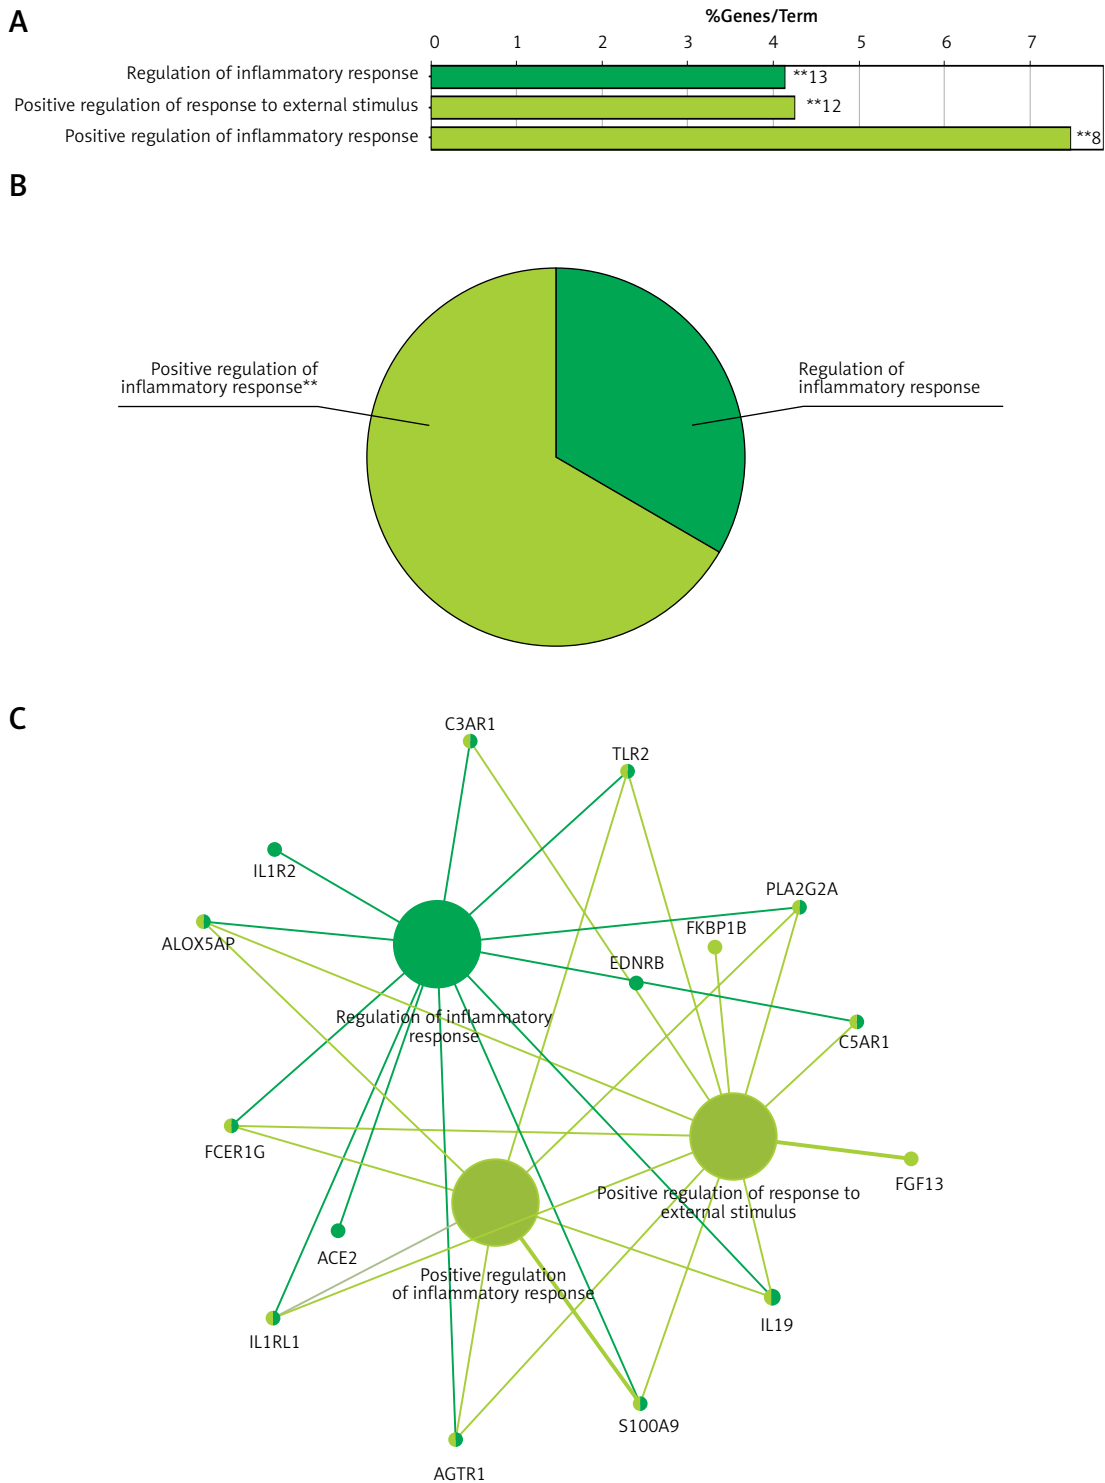 A
%Genes/Term
0 1 2 3 4 5 6 7
Regulation of inflammatory response
**13
Positive regulation of response to external stimulus
**12
Positive regulation of inflammatory response
**8
B
Positive regulation of
inflammatory response**
Regulation of
inflammatory response
C
C3AR1
TLR2
IL1R2
PLA2G2A
FKBP1B
ALOX5AP
EDNRB
Regulation of inflammatory
response
C5AR1
FCER1G
FGF13
Positive regulation of response to
external stimulus
ACE2
Positive regulation
of inflammatory response
IL19
IL1RL1
S100A9
AGTR1